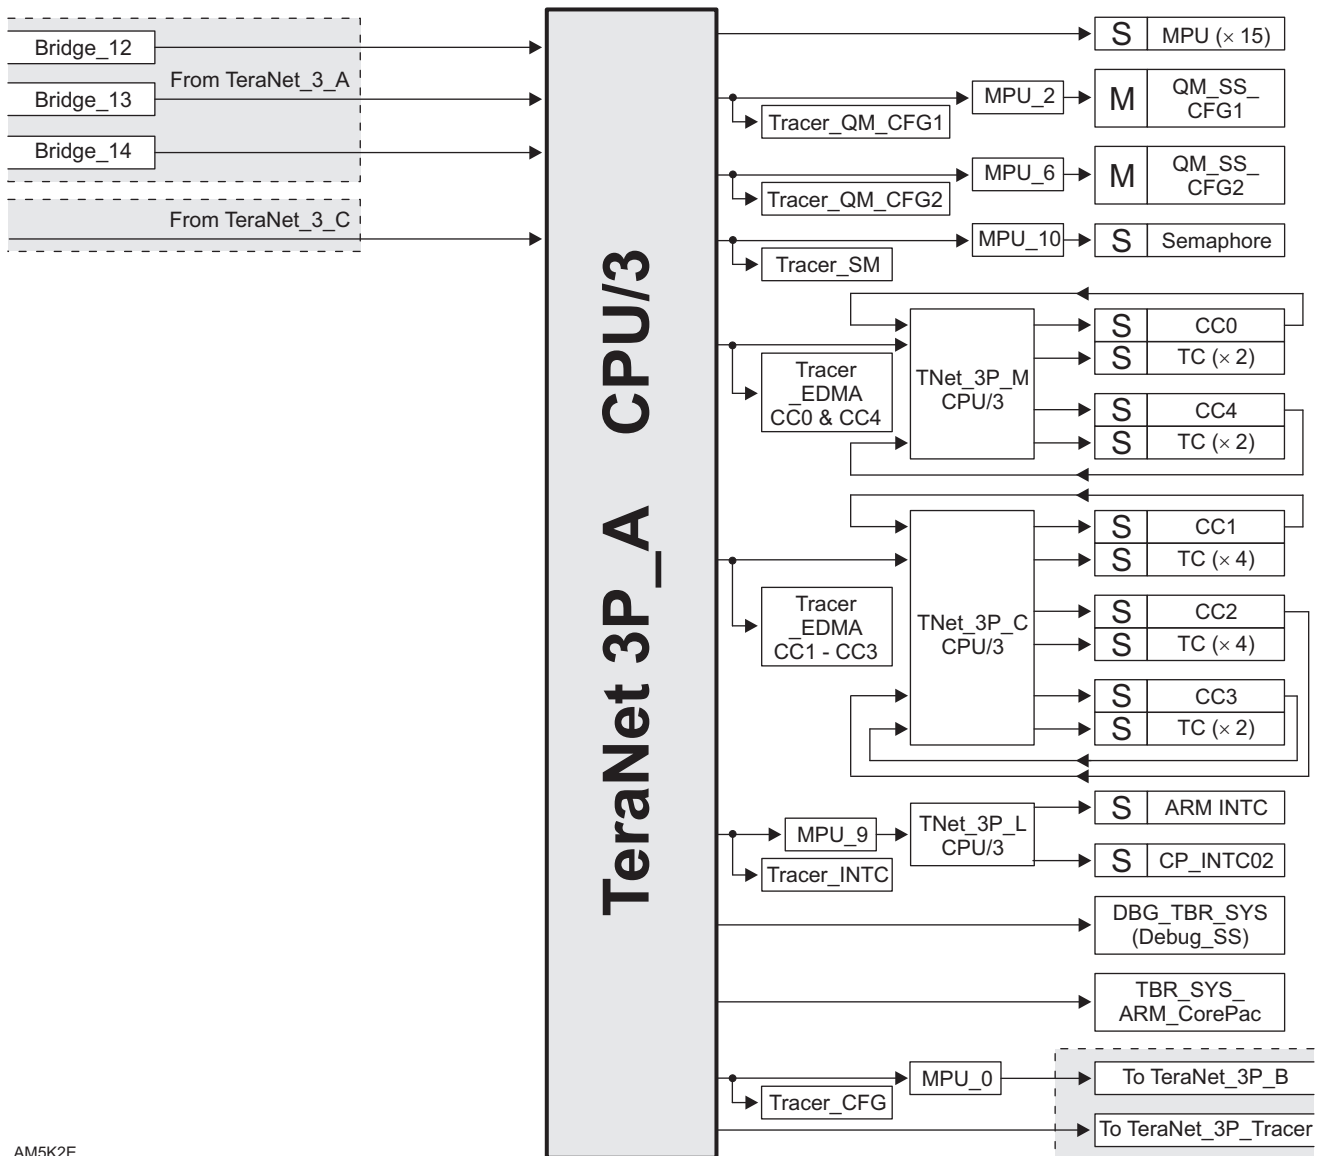 Bridge_12
From TeraNet_3_A
Bridge_13
Bridge_14
From TeraNet_3_C
TeraNet 3P_A CPU/3
S MPU (× 15)
MPU_2
M QM_SS_
CFG1
Tracer_QM_CFG1
MPU_6
M QM_SS_
CFG2
Tracer_QM_CFG2
MPU_10
S Semaphore
Tracer_SM
Tracer
_EDMA
CC0 & CC4
TNet_3P_M
CPU/3
S CC0
S TC (× 2)
S CC4
S TC (× 2)
Tracer
_EDMA
CC1 - CC3
TNet_3P_C
CPU/3
S CC1
S TC (× 4)
S CC2
S TC (× 4)
S CC3
S TC (× 2)
MPU_9
Tracer_INTC
TNet_3P_L
CPU/3
S ARM INTC
S CP_INTC02
DBG_TBR_SYS
(Debug_SS)
TBR_SYS_
ARM_CorePac
MPU_0
To TeraNet_3P_B
Tracer_CFG
To TeraNet_3P_Tracer
AM5K2E